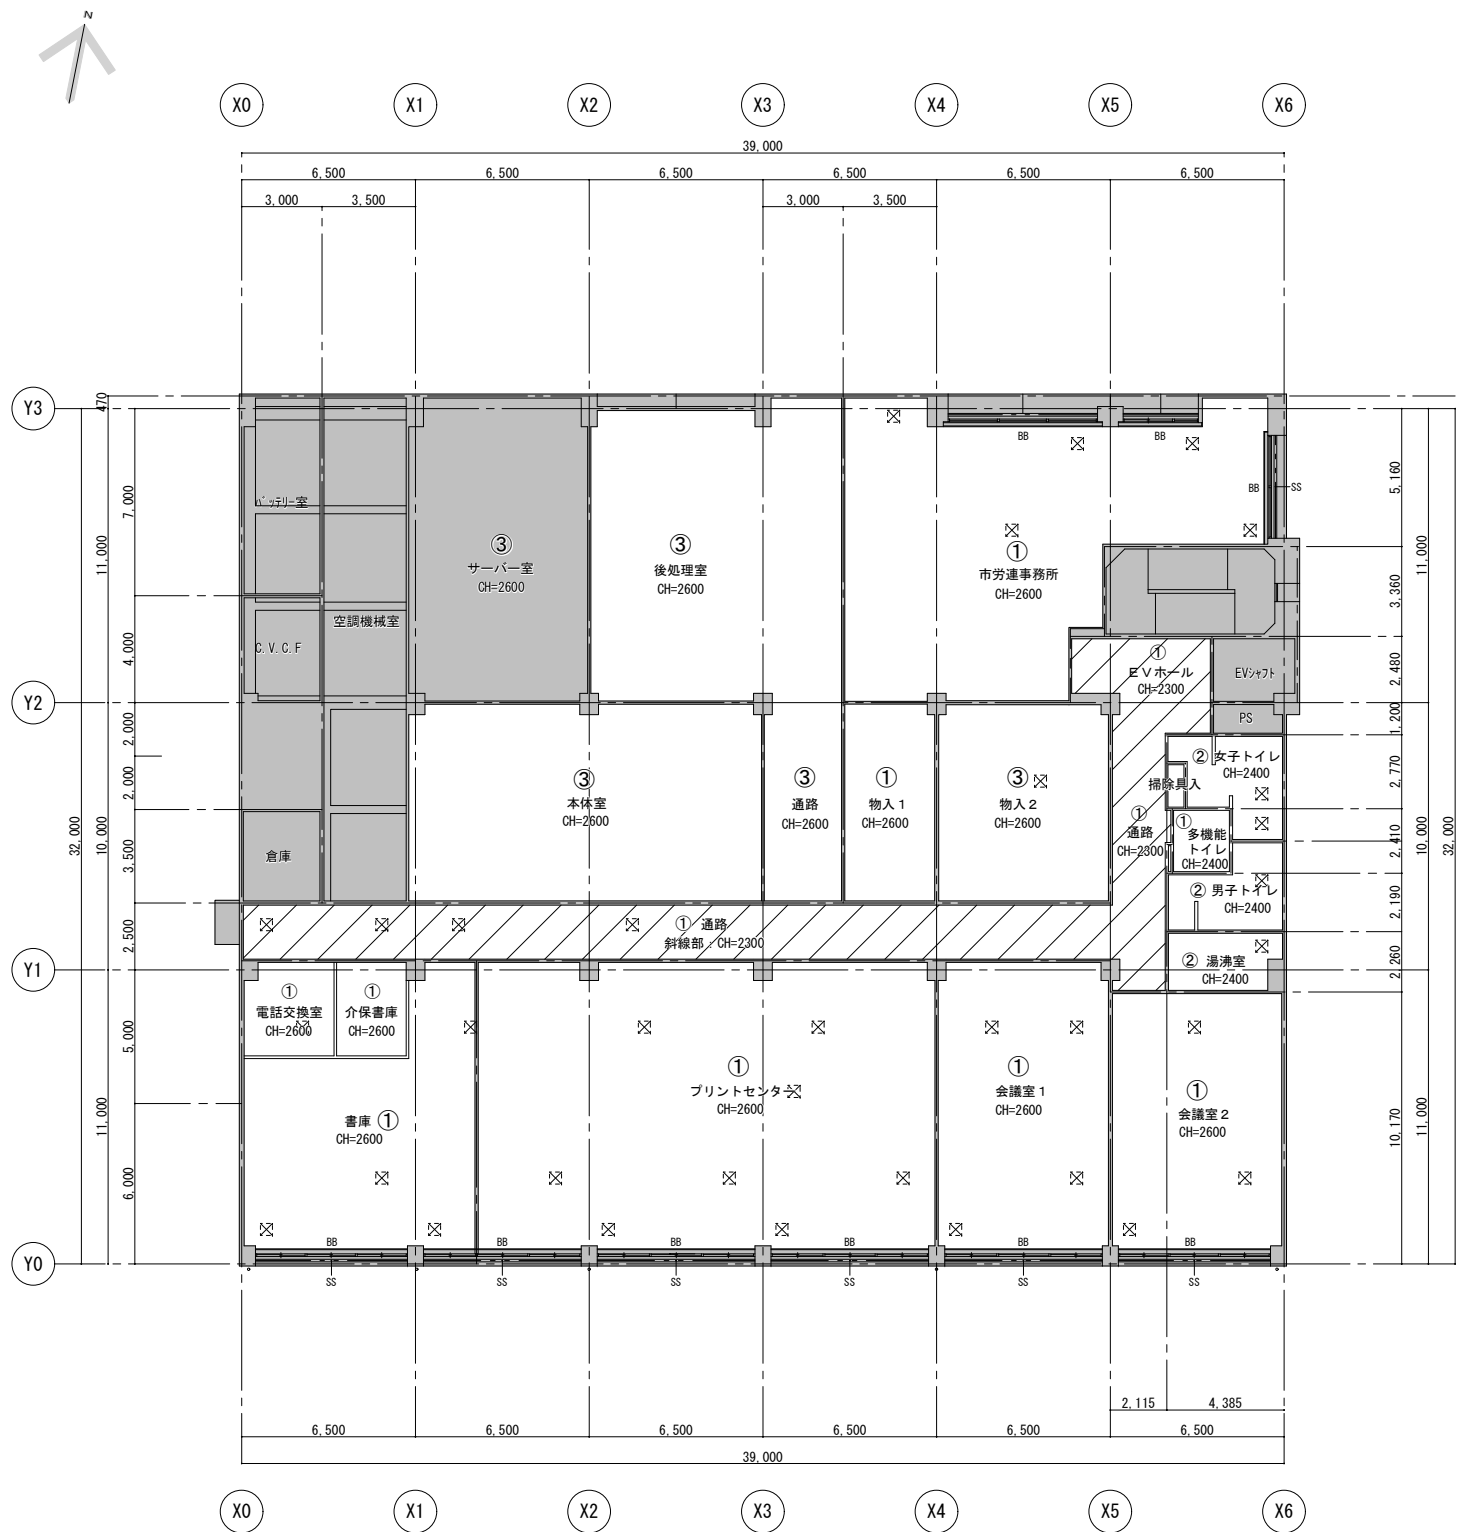 N
X0 X1 X2 X3 X4 X5 X6
39,000
6,500 6,500 6,500 6,500 6,500 6,500
3,000 3,500 3,000 3,500
Y3
Y2
Y1
Y0
470
7,000
4,000
2,000
2,000
3,500
2,500
5,000
6,000
11,000
10,000
11,000
32,000
5,160
3,360
2,480
1,200
2,770
2,410
2,190
2,260
10,170
11,000
10,000
11,000
32,000
BB BB
BB SS
バッテリー室
③
サーバー室
CH=2600
③
後処理室
CH=2600
①
市労連事務所
CH=2600
空調機械室
C.V.C.F
①
EVホール
CH=2300
EVシャフト
PS
③
本体室
CH=2600
③
通路
CH=2600
①
物入1
CH=2600
③
物入2
CH=2600
② 女子トイレ
CH=2400
掃除具入
①
通路
CH=2300
①
多機能
トイレ
CH=2400
② 男子トイレ
CH=2400
② 湯沸室
CH=2400
倉庫
① 通路
斜線部:CH=2300
①
電話交換室
CH=2600
①
介保書庫
CH=2600
書庫 ①
CH=2600
①
プリントセンター
CH=2600
①
会議室1
CH=2600
①
会議室2
CH=2600
BB BB BB BB BB BB
SS SS SS SS SS SS
2,115 4,385
6,500 6,500 6,500 6,500 6,500 6,500
39,000
X0 X1 X2 X3 X4 X5 X6